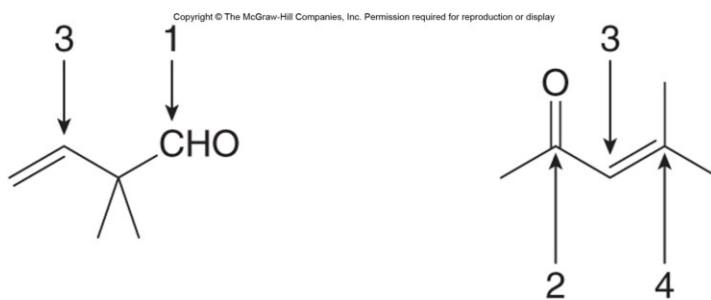 Copyright © The McGraw-Hill Companies, Inc. Permission required for reproduction or display
3 1 3
O
CHO
2 4